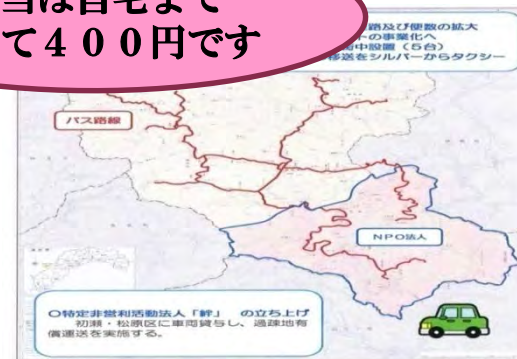 当は自宅まで
て４００円です
路及び便数の拡大
トの事業化へ
中設置（５台）
移送をシルバーからタクシー
バス路線
NPO法人
〇特定非営利活動法人「絆」　の立ち上げ
初瀬・松原区に車両貸与し、過疎地有
償運送を実施する。